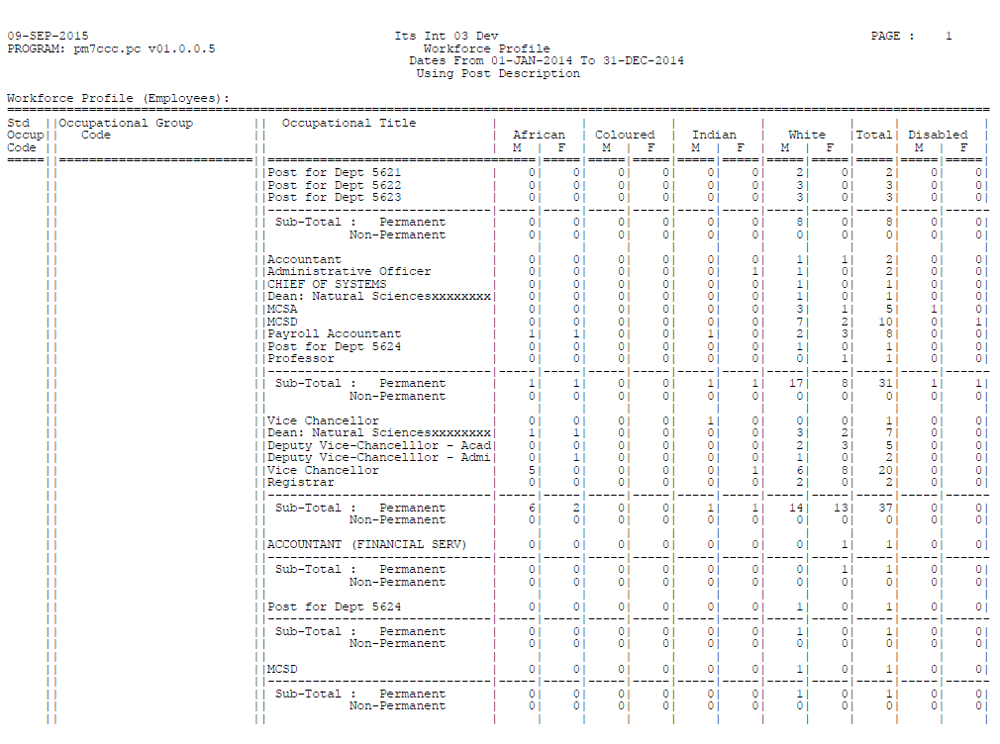 09-SEP-2015 Its Int 03 Dev PAGE : 1
PROGRAM: pm7ccc.pc v01.0.0.5 Workforce Profile
Dates From 01-JAN-2014 To 31-DEC-2014
Using Post Description
Workforce Profile (Employees):
Std ||Occupational Group || Occupational Title | | | | | | |
Occup|| Code || | African | Coloured | Indian | White |Total| Disabled |
Code || || | M | F | M | F | M | F | M | F | | M | F |
|| ||Post for Dept 5621 | 0| 0| 0| 0| 0| 0| 2| 0| 2| 0| 0|
|| ||Post for Dept 5622 | 0| 0| 0| 0| 0| 0| 3| 0| 3| 0| 0|
|| ||Post for Dept 5623 | 0| 0| 0| 0| 0| 0| 3| 0| 3| 0| 0|
|| || Sub-Total : Permanent | 0| 0| 0| 0| 0| 0| 8| 0| 8| 0| 0|
|| || Non-Permanent | 0| 0| 0| 0| 0| 0| 0| 0| 0| 0| 0|
|| ||Accountant | 0| 0| 0| 0| 0| 0| 1| 1| 2| 0| 0|
|| ||Administrative Officer | 0| 0| 0| 0| 0| 1| 1| 0| 2| 0| 0|
|| ||CHIEF OF SYSTEMS | 0| 0| 0| 0| 0| 0| 1| 0| 1| 0| 0|
|| ||Dean: Natural Sciencesxxxxxxxx| 0| 0| 0| 0| 0| 0| 1| 0| 1| 0| 0|
|| ||MCSA | 0| 0| 0| 0| 0| 0| 3| 1| 5| 1| 0|
|| ||MCSD | 0| 0| 0| 0| 0| 0| 7| 2| 10| 0| 1|
|| ||Payroll Accountant | 1| 1| 0| 0| 1| 0| 2| 3| 8| 0| 0|
|| ||Post for Dept 5624 | 0| 0| 0| 0| 0| 0| 1| 0| 1| 0| 0|
|| ||Professor | 0| 0| 0| 0| 0| 0| 0| 1| 1| 0| 0|
|| || Sub-Total : Permanent | 1| 1| 0| 0| 1| 1| 17| 8| 31| 1| 1|
|| || Non-Permanent | 0| 0| 0| 0| 0| 0| 0| 0| 0| 0| 0|
|| ||Vice Chancellor | 0| 0| 0| 0| 1| 0| 0| 0| 1| 0| 0|
|| ||Dean: Natural Sciencesxxxxxxxx| 1| 1| 0| 0| 0| 0| 3| 2| 7| 0| 0|
|| ||Deputy Vice-Chancelllor - Acad| 0| 0| 0| 0| 0| 0| 2| 3| 5| 0| 0|
|| ||Deputy Vice-Chancelllor - Admi| 0| 1| 0| 0| 0| 0| 1| 0| 2| 0| 0|
|| ||Vice Chancellor | 5| 0| 0| 0| 0| 1| 6| 8| 20| 0| 0|
|| ||Registrar | 0| 0| 0| 0| 0| 0| 2| 0| 2| 0| 0|
|| || Sub-Total : Permanent | 6| 2| 0| 0| 1| 1| 14| 13| 37| 0| 0|
|| || Non-Permanent | 0| 0| 0| 0| 0| 0| 0| 0| 0| 0| 0|
|| ||ACCOUNTANT (FINANCIAL SERV) | 0| 0| 0| 0| 0| 0| 0| 1| 1| 0| 0|
|| || Sub-Total : Permanent | 0| 0| 0| 0| 0| 0| 0| 1| 1| 0| 0|
|| || Non-Permanent | 0| 0| 0| 0| 0| 0| 0| 0| 0| 0| 0|
|| ||Post for Dept 5624 | 0| 0| 0| 0| 0| 0| 1| 0| 1| 0| 0|
|| || Sub-Total : Permanent | 0| 0| 0| 0| 0| 0| 1| 0| 1| 0| 0|
|| || Non-Permanent | 0| 0| 0| 0| 0| 0| 0| 0| 0| 0| 0|
|| ||MCSD | 0| 0| 0| 0| 0| 0| 1| 0| 1| 0| 0|
|| || Sub-Total : Permanent | 0| 0| 0| 0| 0| 0| 1| 0| 1| 0| 0|
|| || Non-Permanent | 0| 0| 0| 0| 0| 0| 0| 0| 0| 0| 0|